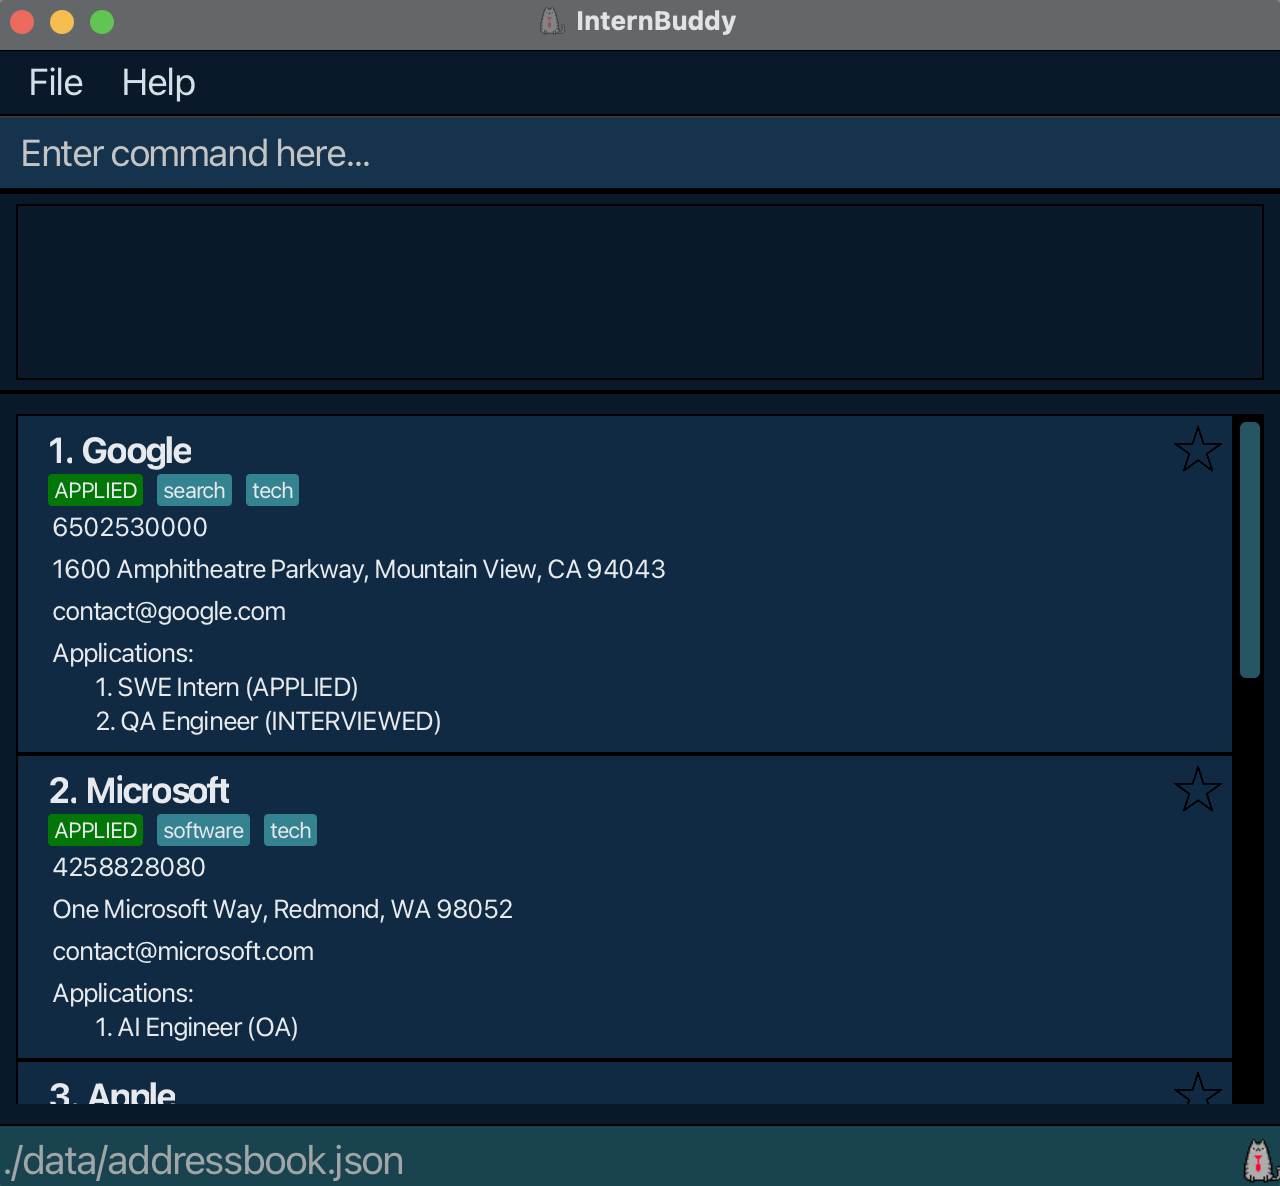 InternBuddy
File Help
Enter command here...
1. Google
APPLIED search tech
6502530000
1600 Amphitheatre Parkway, Mountain View, CA 94043
contact@google.com
Applications:
1. SWE Intern (APPLIED)
2. QA Engineer (INTERVIEWED)
2. Microsoft
APPLIED software tech
4258828080
One Microsoft Way, Redmond, WA 98052
contact@microsoft.com
Applications:
1. AI Engineer (OA)
3. Apple
./data/addressbook.json